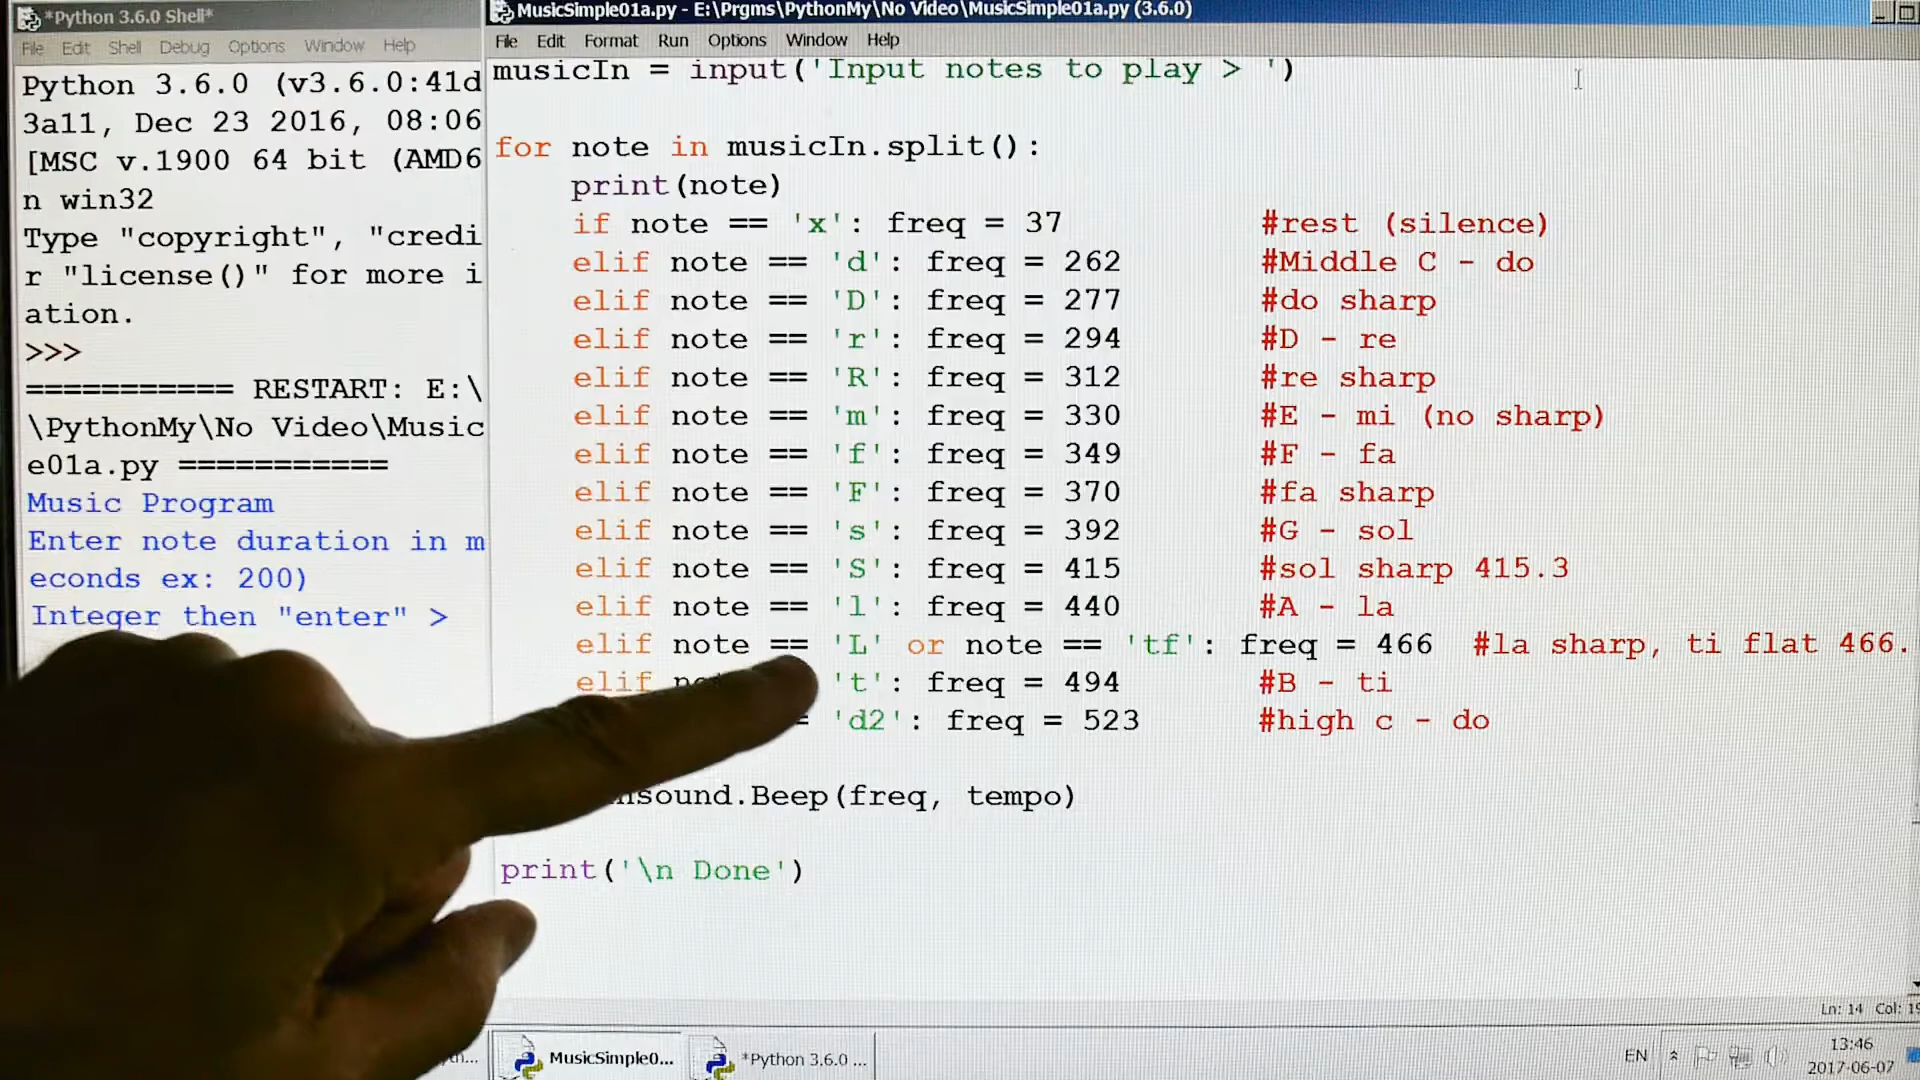 *Python 3.6.0 Shell*
File Edit Shell Debug Options Window Help
Python 3.6.0 (v3.6.0:41d
3a11, Dec 23 2016, 08:06
[MSC v.1900 64 bit (AMD6
n win32
Type "copyright", "credi
r "license()" for more i
ation.
>>>
=========== RESTART: E:\
\PythonMy\No Video\Music
e01a.py ===========
Music Program
Enter note duration in m
econds ex: 200)
Integer then "enter" >
MusicSimple01a.py - E:\Prgms\PythonMy\No Video\MusicSimple01a.py (3.6.0)
File Edit Format Run Options Window Help
musicIn = input('Input notes to play > ')
for note in musicIn.split():
print(note)
if note == 'x': freq = 37 #rest (silence)
elif note == 'd': freq = 262 #Middle C - do
elif note == 'D': freq = 277 #do sharp
elif note == 'r': freq = 294 #D - re
elif note == 'R': freq = 312 #re sharp
elif note == 'm': freq = 330 #E - mi (no sharp)
elif note == 'f': freq = 349 #F - fa
elif note == 'F': freq = 370 #fa sharp
elif note == 's': freq = 392 #G - sol
elif note == 'S': freq = 415 #sol sharp 415.3
elif note == 'l': freq = 440 #A - la
elif note == 'L' or note == 'tf': freq = 466 #la sharp, ti flat 466.
elif 't': freq = 494 #B - ti
= 'd2': freq = 523 #high c - do
nsound.Beep(freq, tempo)
print('\n Done')
Ln: 14 Col: 19
MusicSimple0...
*Python 3.6.0 ...
EN
13:46
2017-06-07